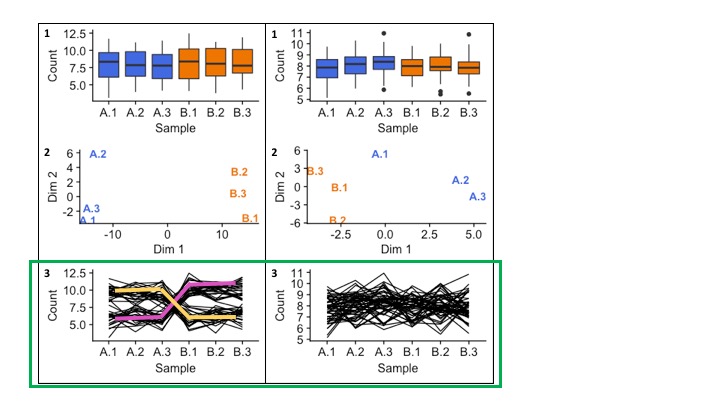 1
12.5
10.0
7.5
5.0
Count
A.1 A.2 A.3 B.1 B.2 B.3
Sample
1
11
10
9
8
7
6
5
Count
A.1 A.2 A.3 B.1 B.2 B.3
Sample
2
6
4
2
0
-2
Dim 2
A.2
B.2
B.3
A.3
A.1
B.1
-10 0 10
Dim 1
2
6
3
0
-3
-6
Dim 2
A.1
B.3
A.2
B.1
A.3
B.2
-2.5 0.0 2.5 5.0
Dim 1
3
12.5
10.0
7.5
5.0
Count
A.1 A.2 A.3 B.1 B.2 B.3
Sample
3
11
10
9
8
7
6
5
Count
A.1 A.2 A.3 B.1 B.2 B.3
Sample